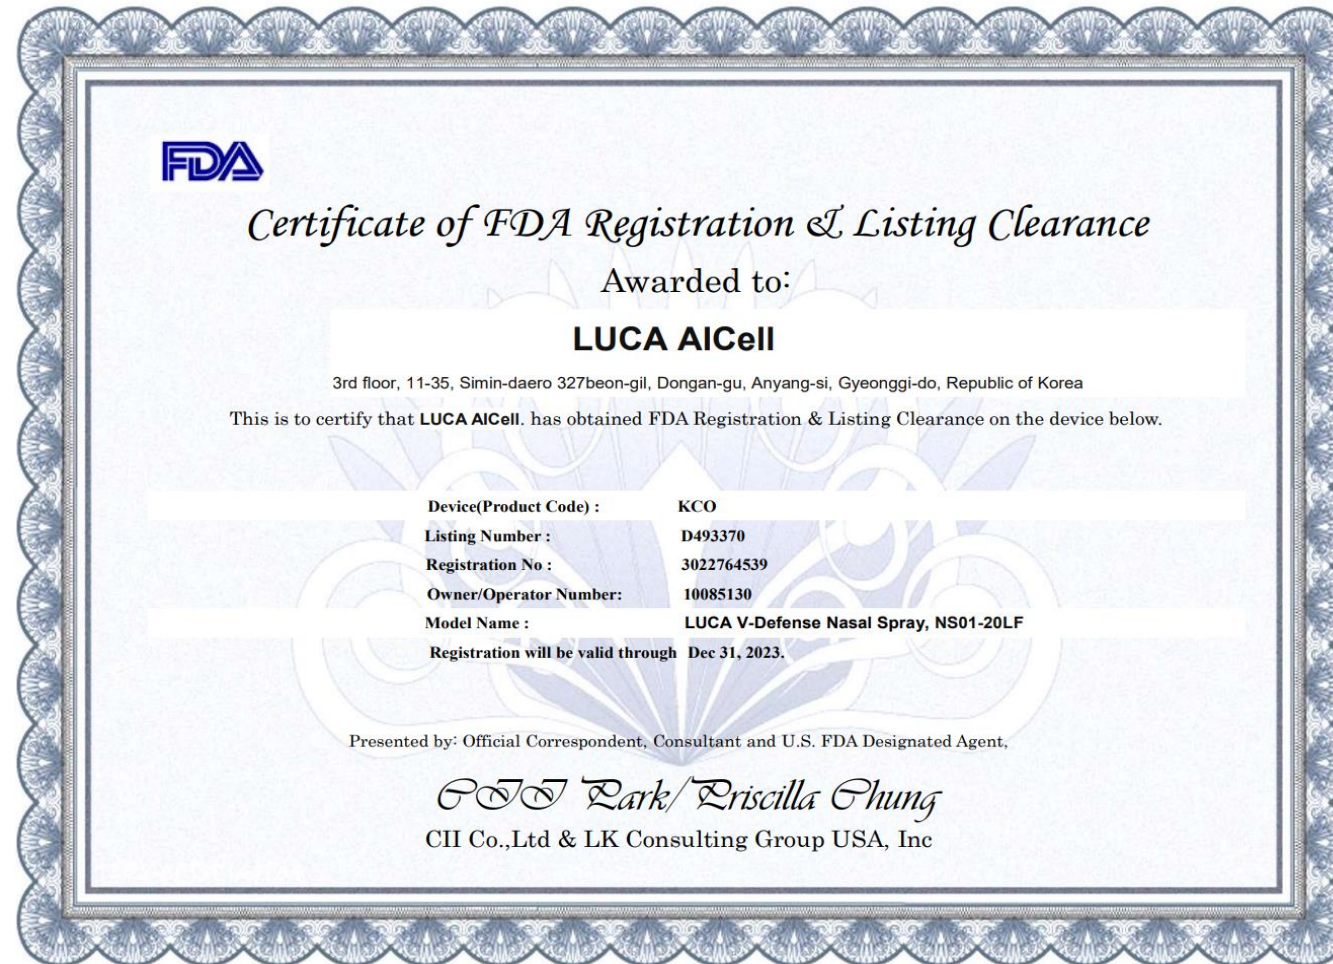 FDA
Certificate of FDA Registration & Listing Clearance
Awarded to:
LUCA AICell
3rd floor, 11-35, Simin-daero 327beon-gil, Dongan-gu, Anyang-si, Gyeonggi-do, Republic of Korea
This is to certify that LUCA AICell. has obtained FDA Registration & Listing Clearance on the device below.
Device(Product Code) : KCO
Listing Number : D493370
Registration No : 3022764539
Owner/Operator Number: 10085130
Model Name : LUCA V-Defense Nasal Spray, NS01-20LF
Registration will be valid through Dec 31, 2023.
Presented by: Official Correspondent, Consultant and U.S. FDA Designated Agent,
CII Park/Priscilla Chung
CII Co.,Ltd & LK Consulting Group USA, Inc